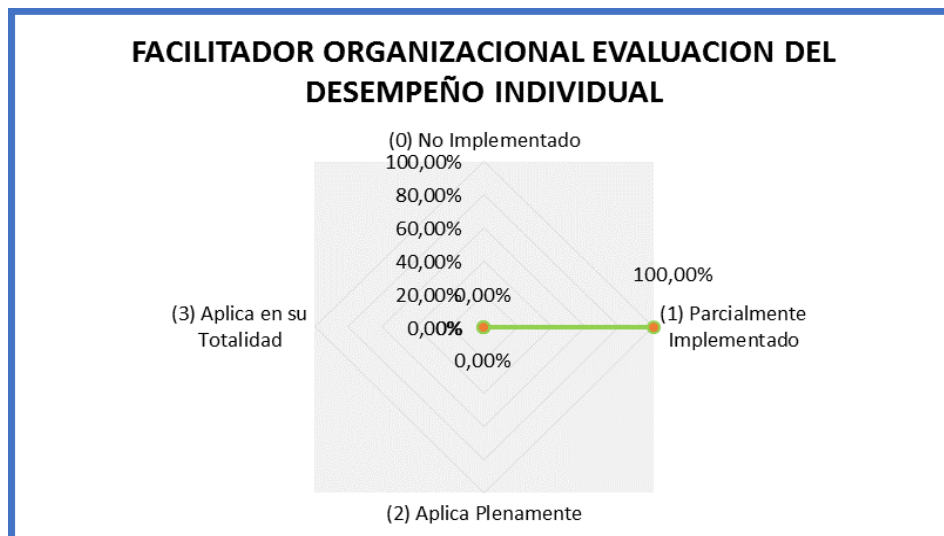 FACILITADOR ORGANIZACIONAL EVALUACION DEL
DESEMPEÑO INDIVIDUAL
(0) No Implementado
100,00%
80,00%
60,00%
40,00%
20,00%
0,00%
0,00%
100,00%
(1) Parcialmente
Implementado
0,00%
(3) Aplica en su
Totalidad
(2) Aplica Plenamente